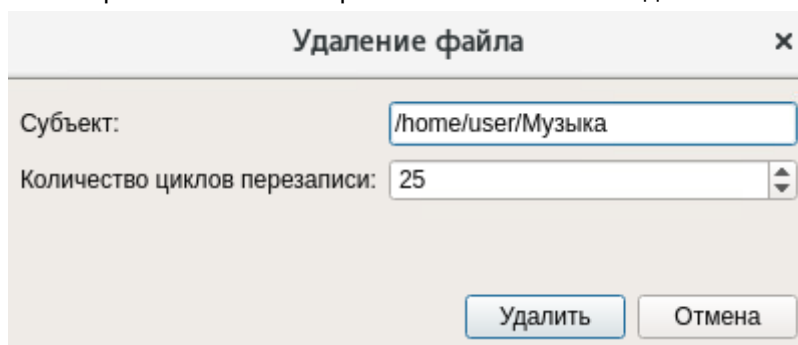 Удаление файла
Субъект: /home/user/Музыка
Количество циклов перезаписи: 25
Удалить Отмена